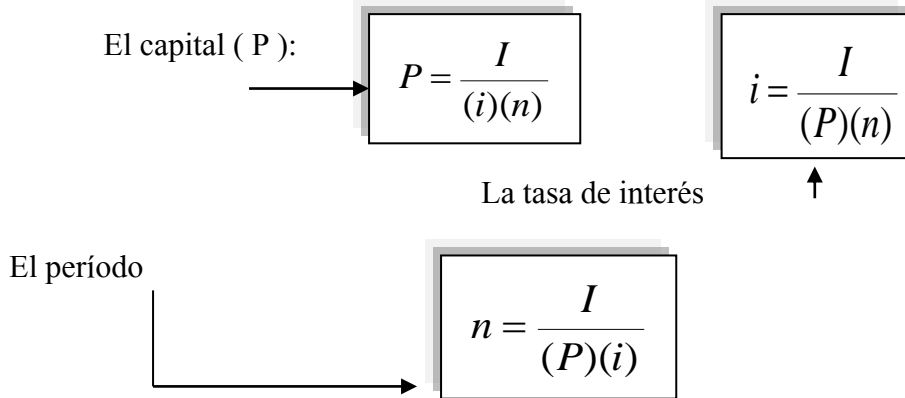 El capital ( P ):
P = I / (i)(n)
i = I / (P)(n)
La tasa de interés
El período
n = I / (P)(i)